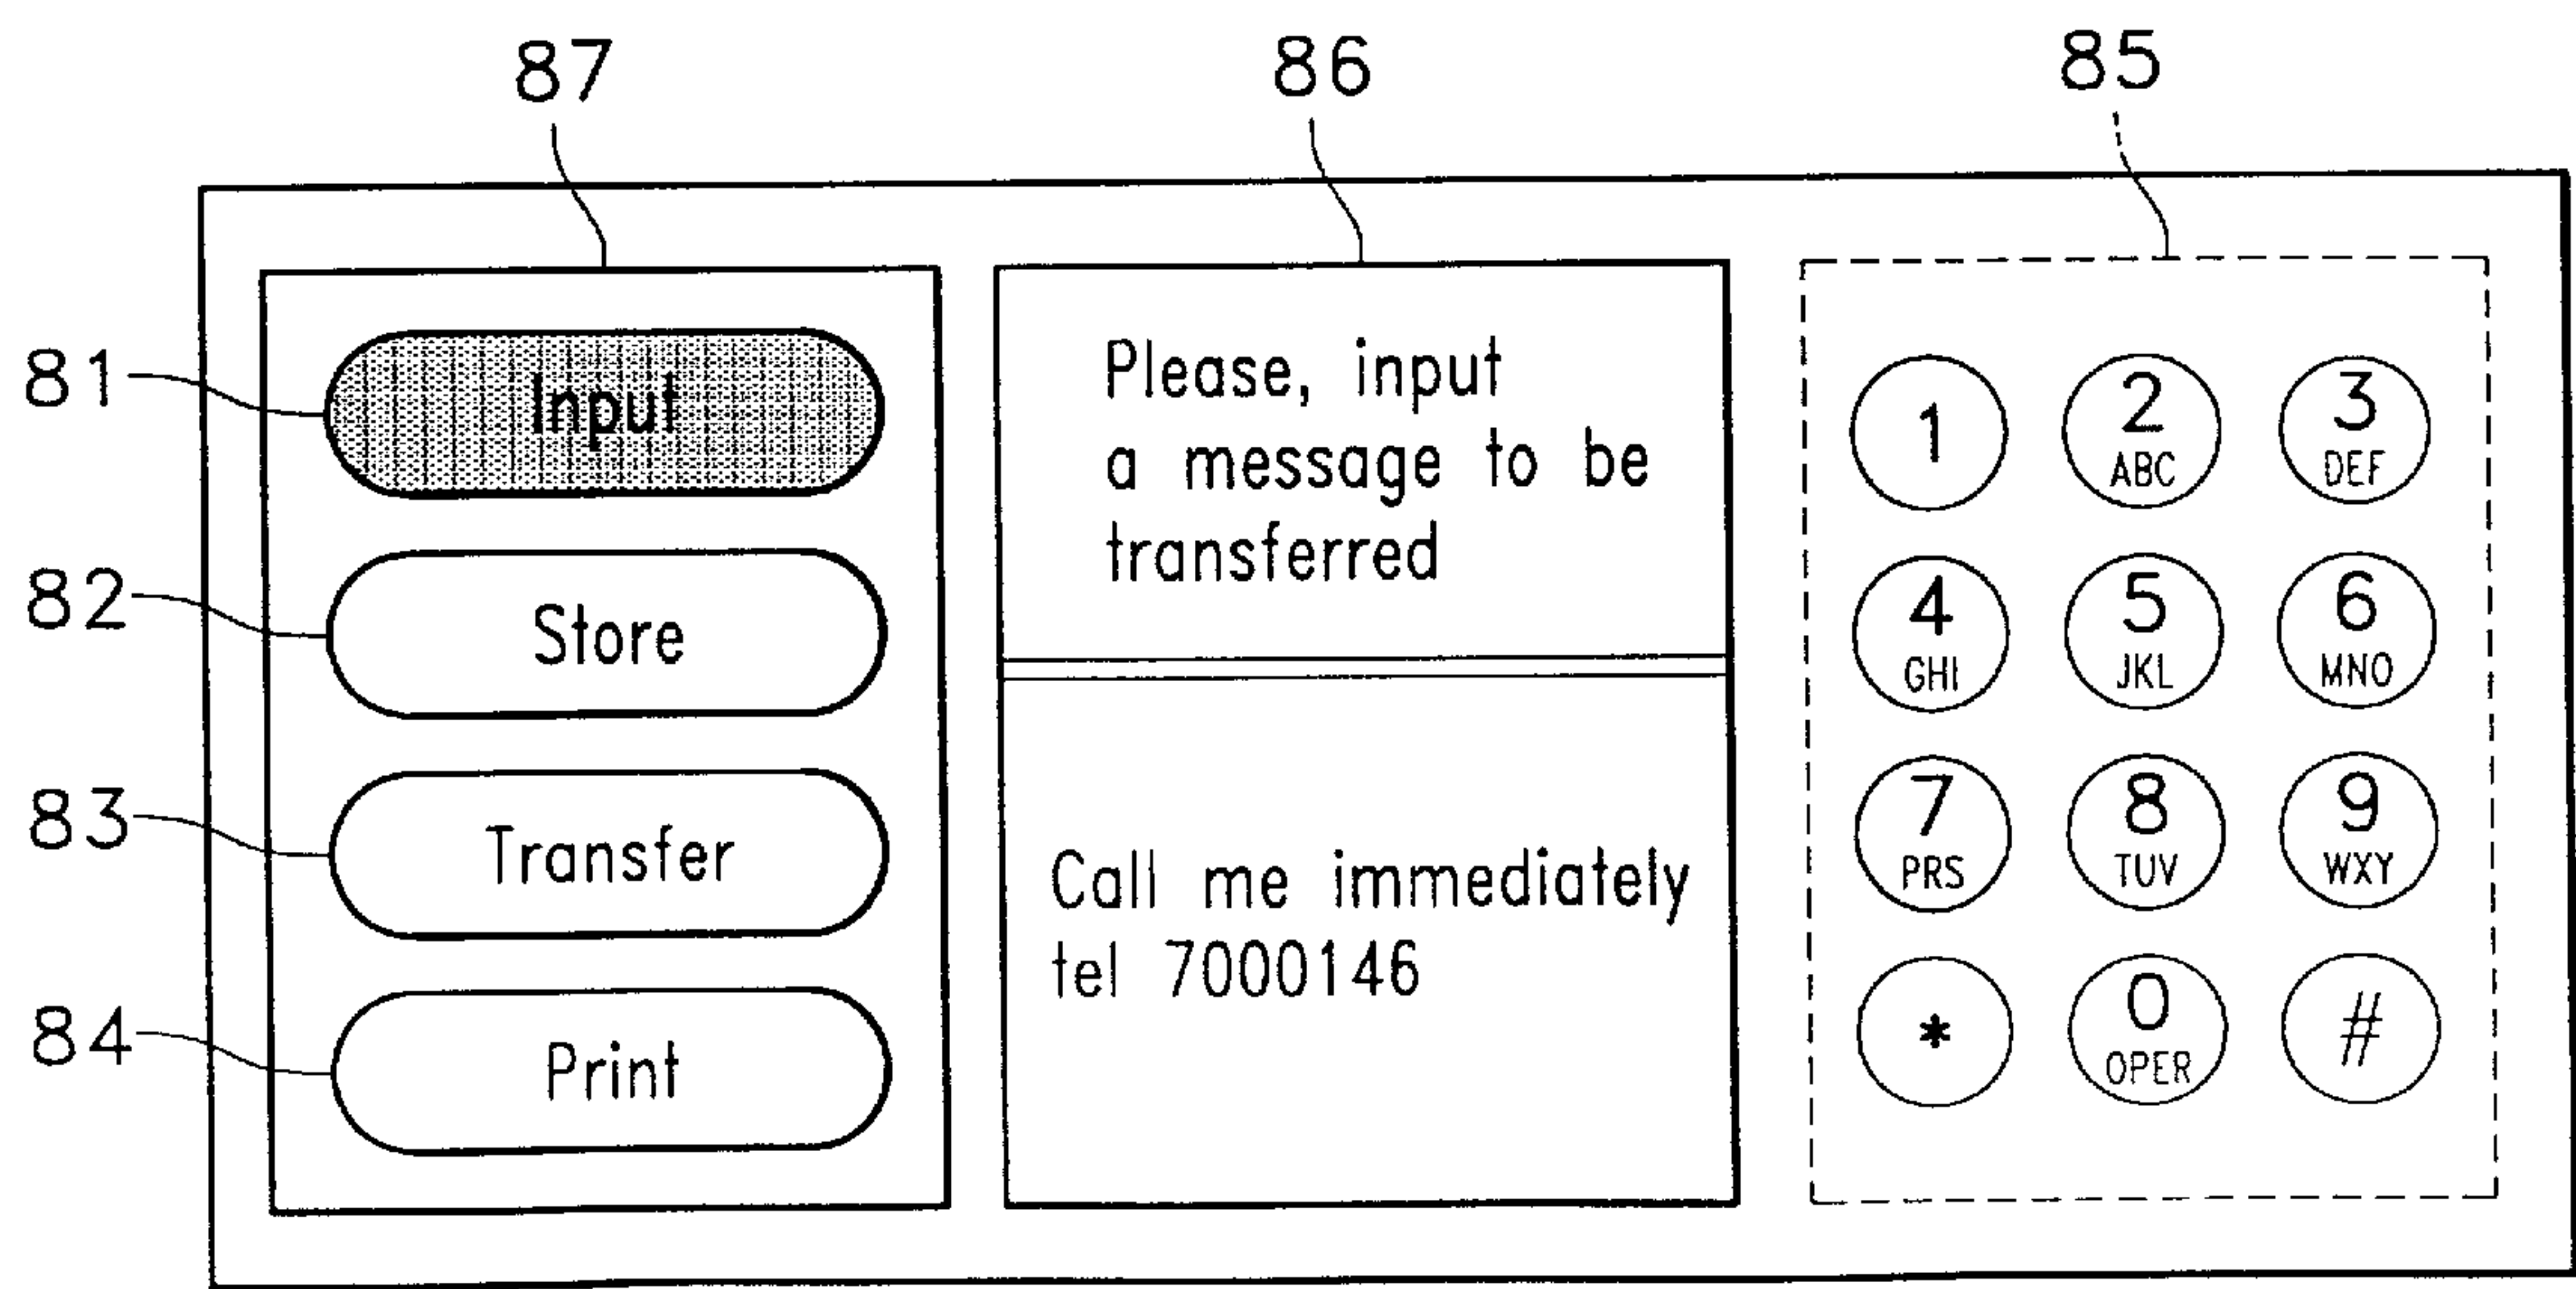 87 86 85
81 Input
82 Store
83 Transfer
84 Print
Please, input
a message to be
transferred
Call me immediately
tel 7000146
1 2 3
ABC DEF
4 5 6
GHI JKL MNO
7 8 9
PRS TUV WXY
* 0 #
OPER